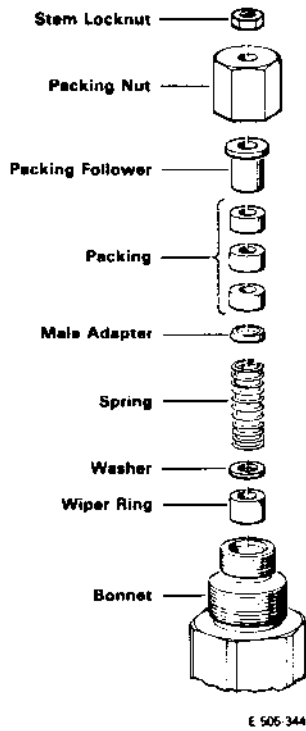 Stem Locknut
Packing Nut
Packing Follower
Packing
Male Adapter
Spring
Washer
Wiper Ring
Bonnet
E 505-344